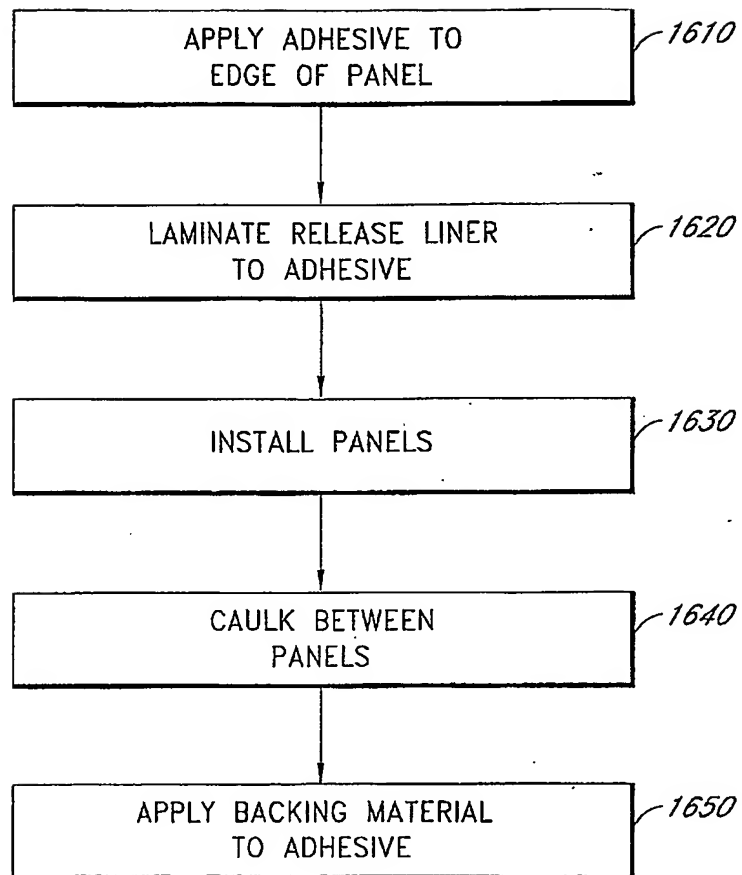 APPLY ADHESIVE TO
EDGE OF PANEL
1610
LAMINATE RELEASE LINER
TO ADHESIVE
1620
INSTALL PANELS
1630
CAULK BETWEEN
PANELS
1640
APPLY BACKING MATERIAL
TO ADHESIVE
1650